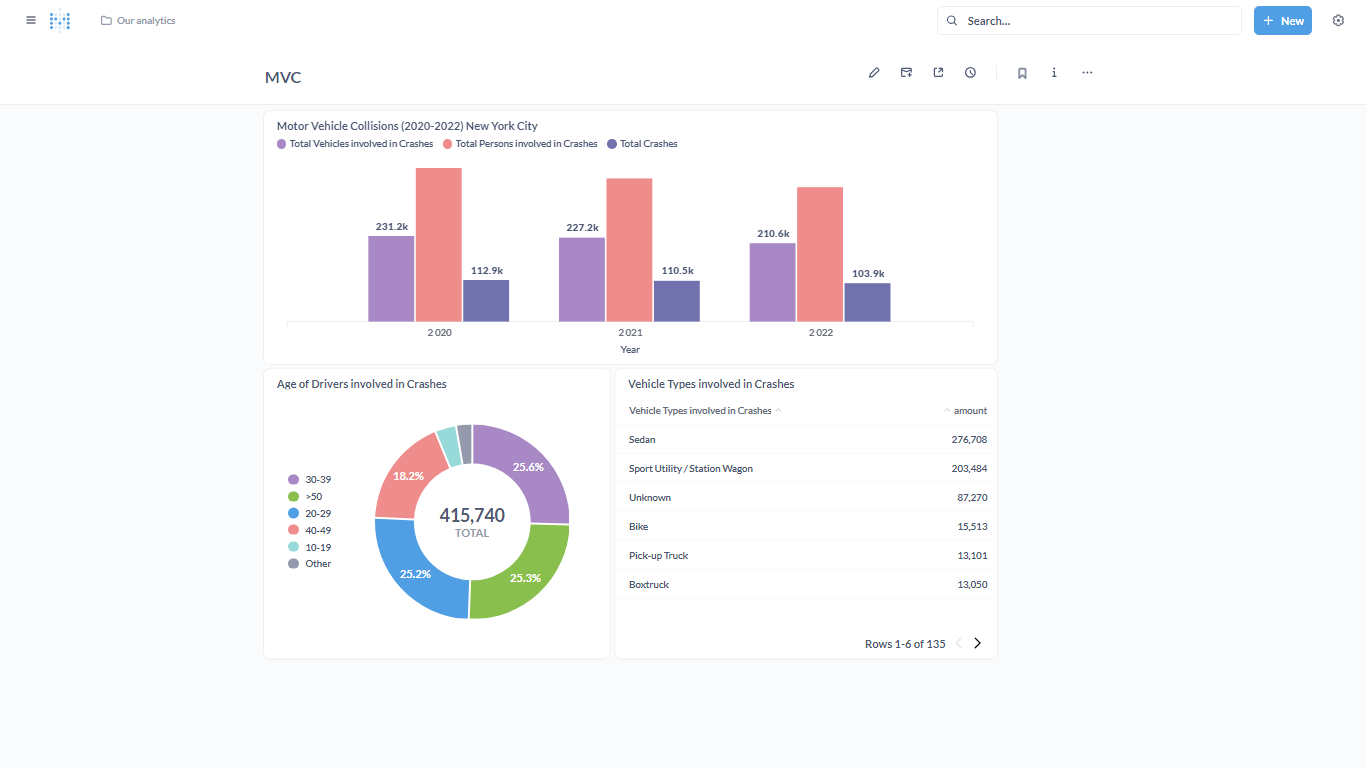 Our analytics
Search...
New
MVC
Motor Vehicle Collisions (2020-2022) New York City
Total Vehicles involved in Crashes Total Persons involved in Crashes Total Crashes
231.2k 112.9k 227.2k 110.5k 210.6k 103.9k
2020 2021 2022
Year
Age of Drivers involved in Crashes
30-39
>50
20-29
40-49
10-19
Other
25.6%
18.2%
415,740
TOTAL
25.2%
25.3%
Vehicle Types involved in Crashes
Vehicle Types involved in Crashes amount
Sedan 276,708
Sport Utility / Station Wagon 203,484
Unknown 87,270
Bike 15,513
Pick-up Truck 13,101
Boxtruck 13,050
Rows 1-6 of 135